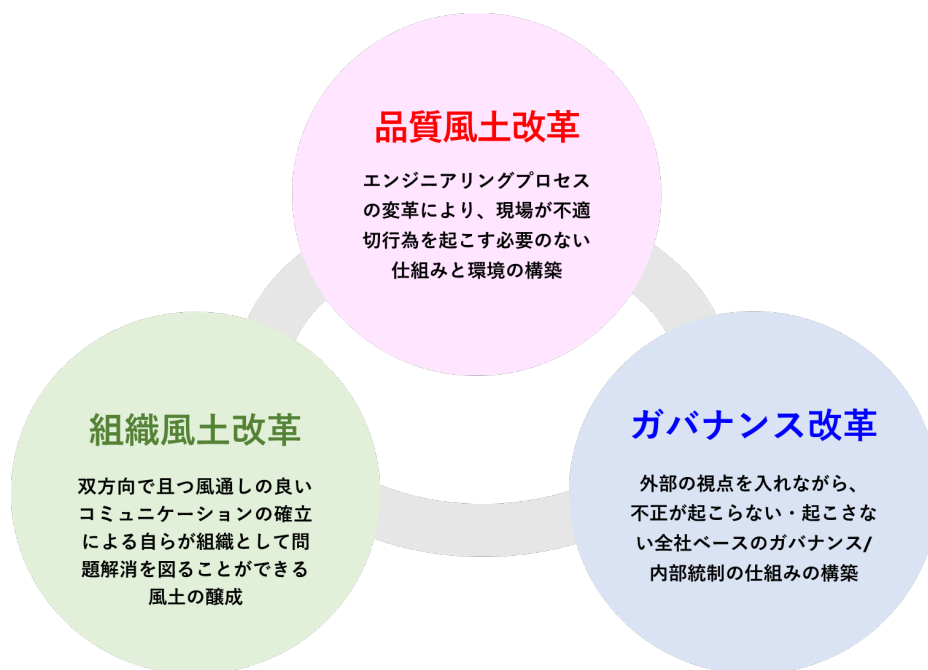 品質風土改革
エンジニアリングプロセス
の変革により、現場が不適
切行為を起こす必要のない
仕組みと環境の構築
組織風土改革
双方向で且つ風通しの良い
コミュニケーションの確立
による自らが組織として問
題解消を図ることができる
風土の醸成
ガバナンス改革
外部の視点を入れながら、
不正が起こらない・起こさな
い全社ベースのガバナンス/
内部統制の仕組みの構築